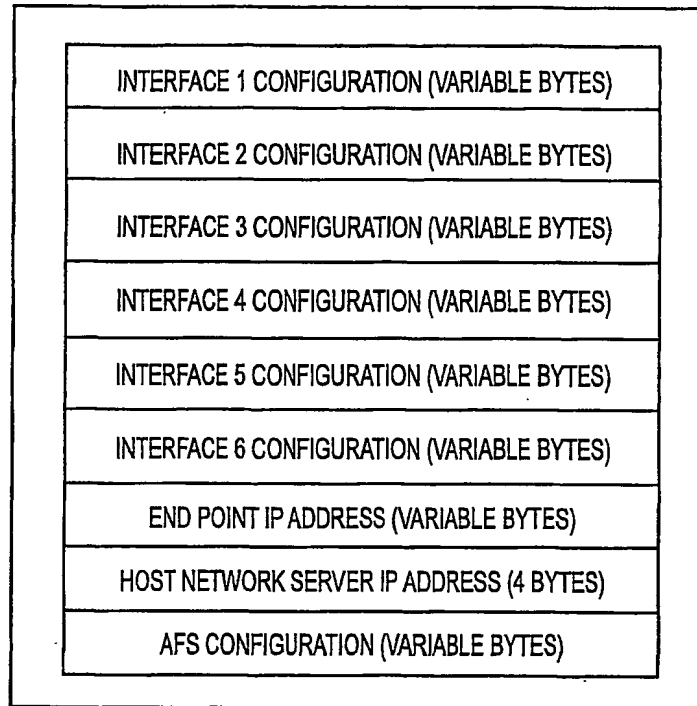 INTERFACE 1 CONFIGURATION (VARIABLE BYTES)
INTERFACE 2 CONFIGURATION (VARIABLE BYTES)
INTERFACE 3 CONFIGURATION (VARIABLE BYTES)
INTERFACE 4 CONFIGURATION (VARIABLE BYTES)
INTERFACE 5 CONFIGURATION (VARIABLE BYTES)
INTERFACE 6 CONFIGURATION (VARIABLE BYTES)
END POINT IP ADDRESS (VARIABLE BYTES)
HOST NETWORK SERVER IP ADDRESS (4 BYTES)
AFS CONFIGURATION (VARIABLE BYTES)